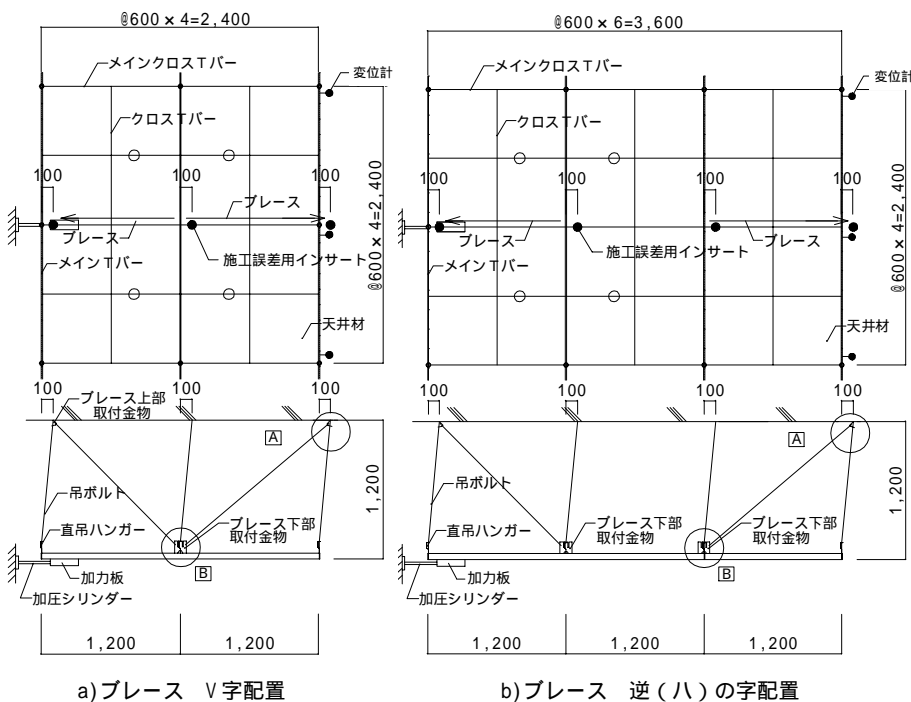 @600×4=2,400
メインクロスTバー
変位計
クロスTバー
100
100
100
ブレース
ブレース
施工誤差用インサート
メインTバー
@600×4=2,400
天井材
100
100
100
ブレース上部
取付金物
A
吊ボルト
直吊ハンガー
ブレース下部
取付金物
1,200
B
加力板
加圧シリンダー
1,200
1,200
a)ブレース V字配置
@600×6=3,600
メインクロスTバー
変位計
クロスTバー
100
100
100
100
ブレース
ブレース
施工誤差用インサート
メインTバー
@600×4=2,400
天井材
100
100
100
100
A
吊ボルト
直吊ハンガー
ブレース下部
取付金物
ブレース下部
取付金物
1,200
B
加力板
加圧シリンダー
1,200
1,200
1,200
b)ブレース 逆(八)の字配置